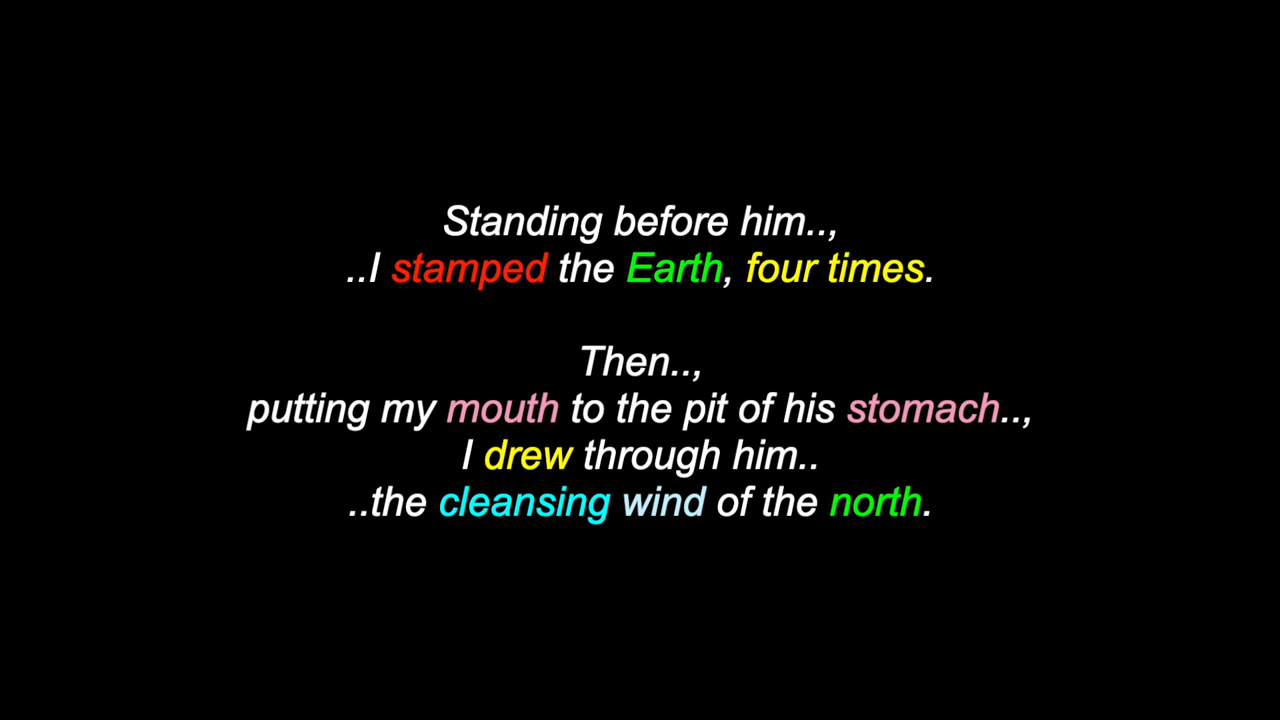 Standing before him..,
..I stamped the Earth, four times.
Then..,
putting my mouth to the pit of his stomach..,
I drew through him..
..the cleansing wind of the north.